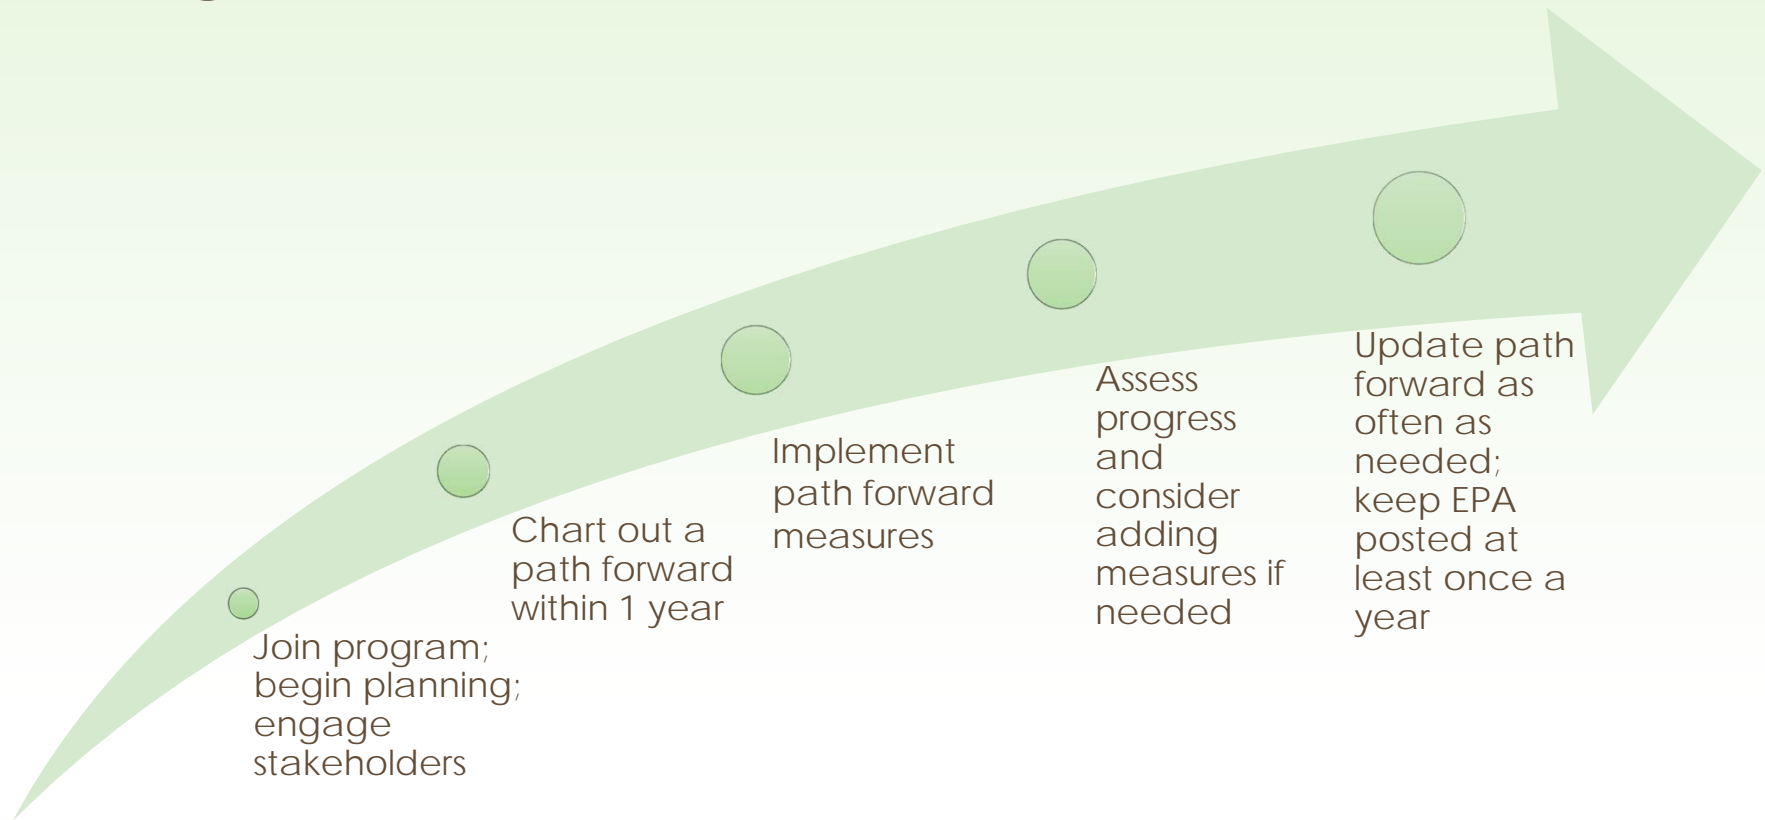 Join program;
begin planning;
engage
stakeholders
Chart out a
path forward
within 1 year
Implement
path forward
measures
Assess
progress
and
consider
adding
measures if
needed
Update path
forward as
often as
needed;
keep EPA
posted at
least once a
year